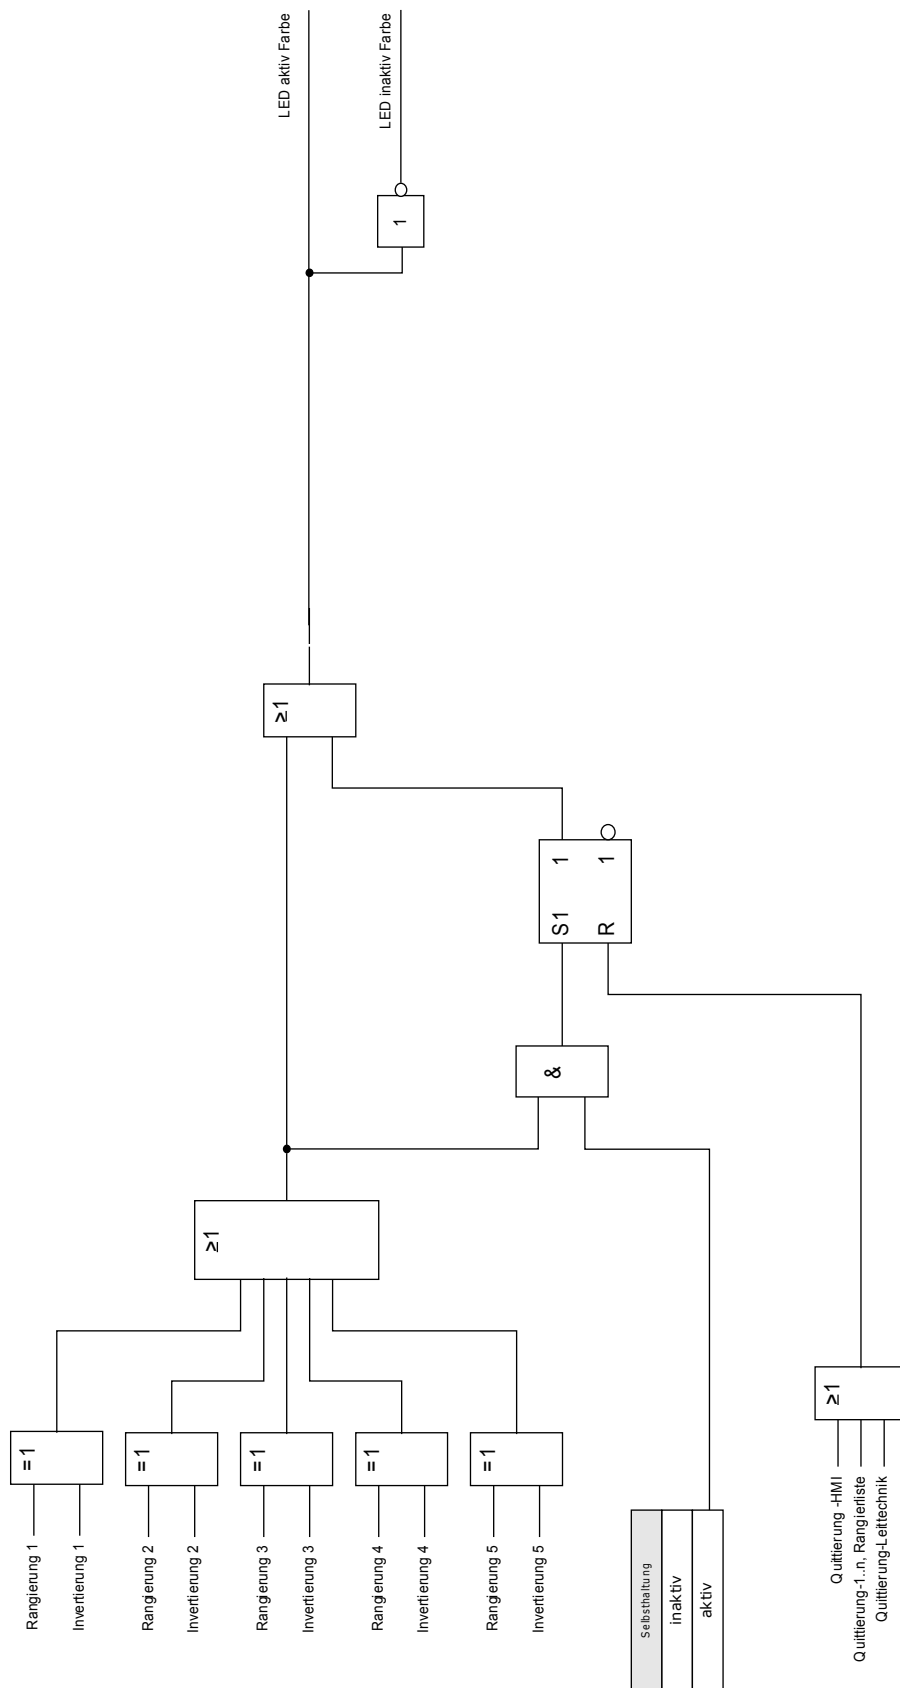 Rangierung 1
Invertierung 1
=1
Rangierung 2
Invertierung 2
=1
Rangierung 3
Invertierung 3
=1
Rangierung 4
Invertierung 4
=1
Rangierung 5
Invertierung 5
=1
≥1
Selbsthaltung
inaktiv
aktiv
&
Quittierung -HMI
Quittierung-1..n, Rangierliste
Quittierung-Leittechnik
≥1
S1 1
R 1
≥1
1
LED aktiv Farbe
LED inaktiv Farbe